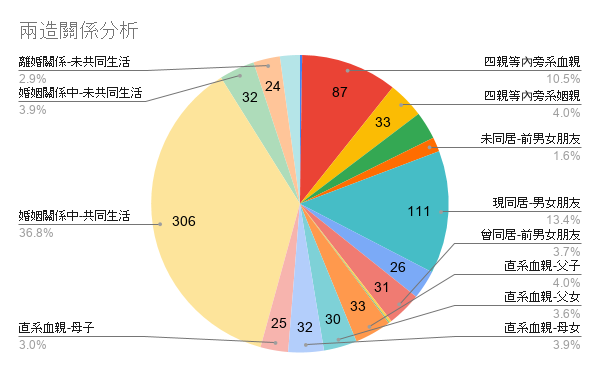 兩造關係分析
離婚關係-未共同生活
2.9%
婚姻關係中-未共同生活
3.9%
婚姻關係中-共同生活
36.8%
直系血親-母子
3.0%
四親等內旁系血親
10.5%
四親等內旁系姻親
4.0%
未同居-前男女朋友
1.6%
現同居-男女朋友
13.4%
曾同居-前男女朋友
3.7%
直系血親-父子
4.0%
直系血親-父女
3.6%
直系血親-母女
3.9%
87
33
111
26
31
33
30
32
25
306
32
24